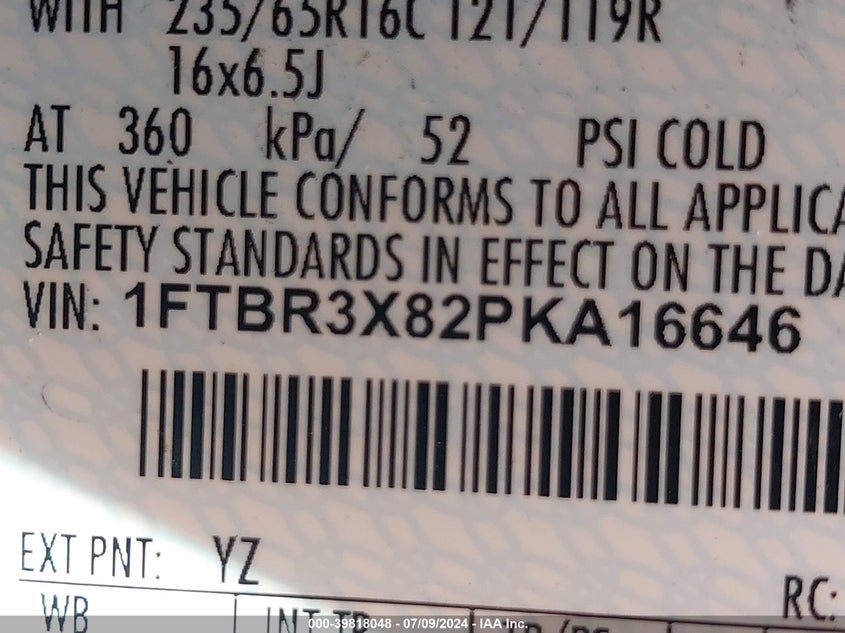 WITH 235/65R16C 121/119R
16x6.5J
AT 360 kPa/ 52 PSI COLD
THIS VEHICLE CONFORMS TO ALL APPLICA
SAFETY STANDARDS IN EFFECT ON THE DA
VIN: 1FTBR3X82PKA16646
EXT PNT: YZ
RC:
WB INT TR
000-39818048 - 07/09/2024 - IAA Inc.